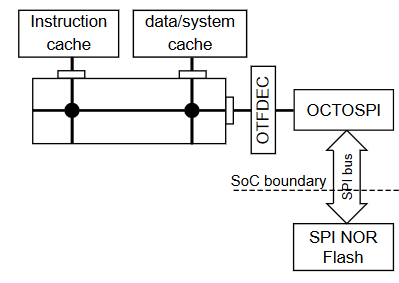 Instruction
cache
data/system
cache
OTFDEC
OCTOSPI
SoC boundary
SPI bus
SPI NOR
Flash